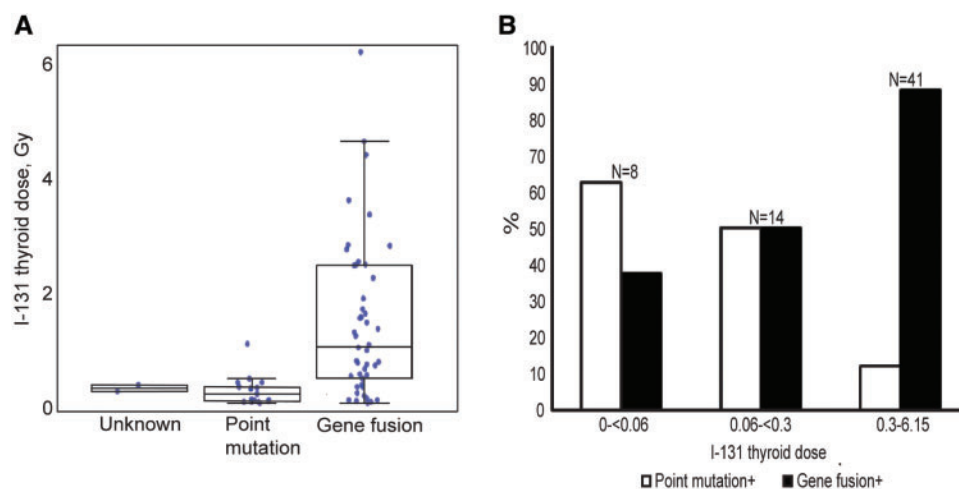 A
I-131 thyroid dose, Gy
6
4
2
0
Unknown
Point
mutation
Gene fusion
B
%
100
90
80
70
60
50
40
30
20
10
0
N=8
N=14
N=41
0-<0.06
0.06-<0.3
0.3-6.15
I-131 thyroid dose
Point mutation+
Gene fusion+